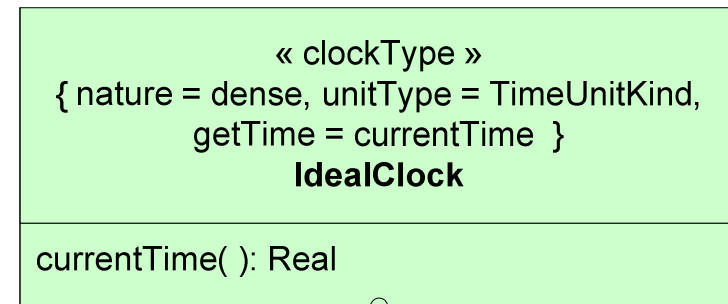 « clockType »
{ nature = dense, unitType = TimeUnitKind,
getTime = currentTime }
IdealClock
currentTime( ): Real